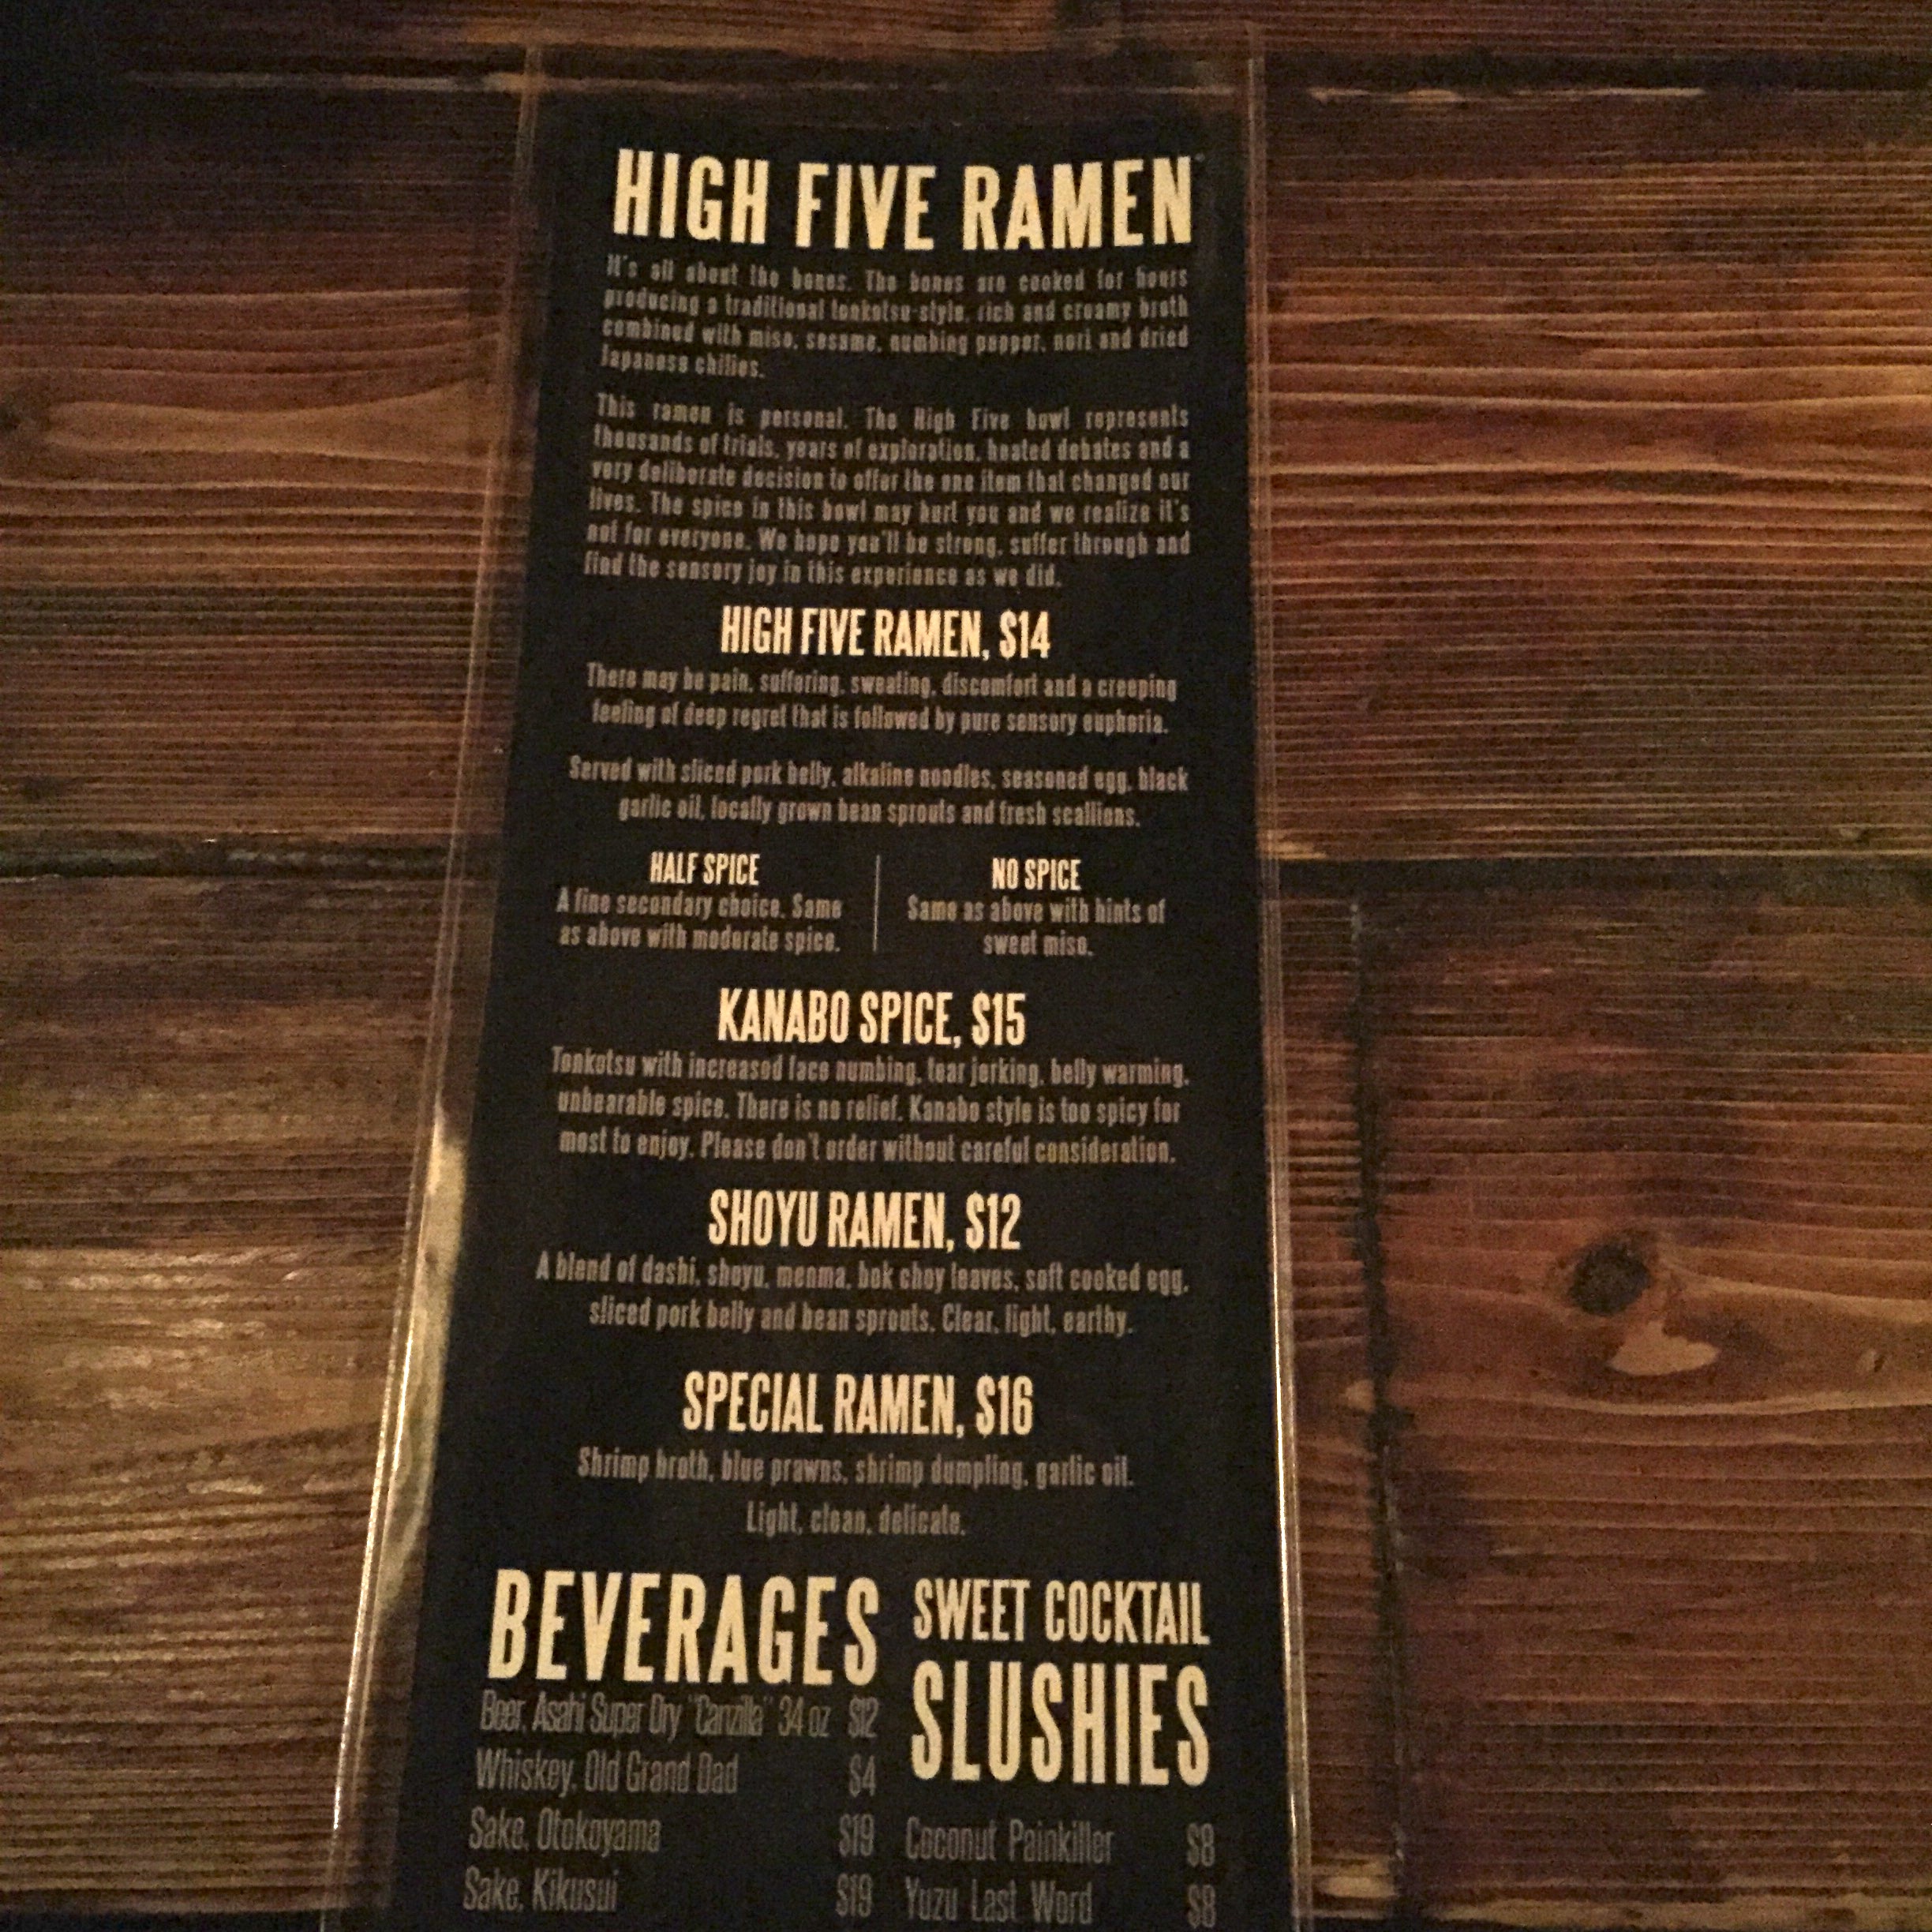 HIGH FIVE RAMEN
It's all about the bones. The bones are cooked for hours
producing a traditional tonkotsu-style, rich and creamy broth
combined with miso, sesame, numbing pepper, nori and dried
Japanese chilies.
This ramen is personal. The High Five bowl represents
thousands of trials, years of exploration, heated debates and a
very deliberate decision to offer the one item that changed our
lives. The spice in this bowl may hurt you and we realize it's
not for everyone. We hope you'll be strong, suffer through and
find the sensory joy in this experience as we did.
HIGH FIVE RAMEN, $14
There may be pain, suffering, sweating, discomfort and a creeping
feeling of deep regret that is followed by pure sensory euphoria.
Served with sliced pork belly, alkaline noodles, seasoned egg, black
garlic oil, locally grown bean sprouts and fresh scallions.
HALF SPICE
A fine secondary choice. Same
as above with moderate spice.
NO SPICE
Same as above with hints of
sweet miso.
KANABO SPICE, $15
Tonkotsu with increased face numbing, tear jerking, belly warming,
unbearable spice. There is no relief. Kanabo style is too spicy for
most to enjoy. Please don't order without careful consideration.
SHOYU RAMEN, $12
A blend of dashi, shoyu, menma, bok choy leaves, soft cooked egg,
sliced pork belly and bean sprouts. Clear, light, earthy.
SPECIAL RAMEN, $16
Shrimp broth, blue prawns, shrimp dumpling, garlic oil.
Light, clean, delicate.
BEVERAGES
Beer, Asahi Super Dry "Canzilla" 34 oz $12
Whiskey, Old Grand Dad $4
Sake, Otokoyama $19
Sake, Kikusui $19
SWEET COCKTAIL
SLUSHIES
Coconut Painkiller $8
Yuzu Last Word $8